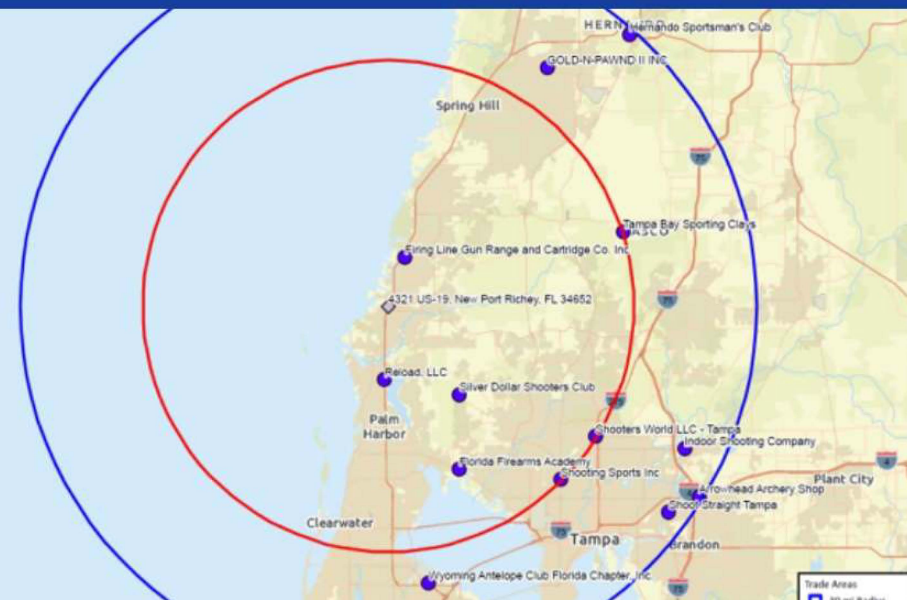 Hernando Sportsman's Club
GOLD-N-PAWND II INC
Spring Hill
75
Tampa Bay Sporting Clays
Firing Line Gun Range and Cartridge Co. Inc
4321 US-19, New Port Richey, FL 34652
75
Reload, LLC
Silver Dollar Shooters Club
Palm
Harbor
Shooters World LLC - Tampa
Indoor Shooting Company
Florida Firearms Academy
Shooting Sports Inc
4
Plant City
Arrowhead Archery Shop
Shoot Straight Tampa
Clearwater
Tampa
Brandon
Wyoming Antelope Club Florida Chapter, Inc.
75
Trade Areas